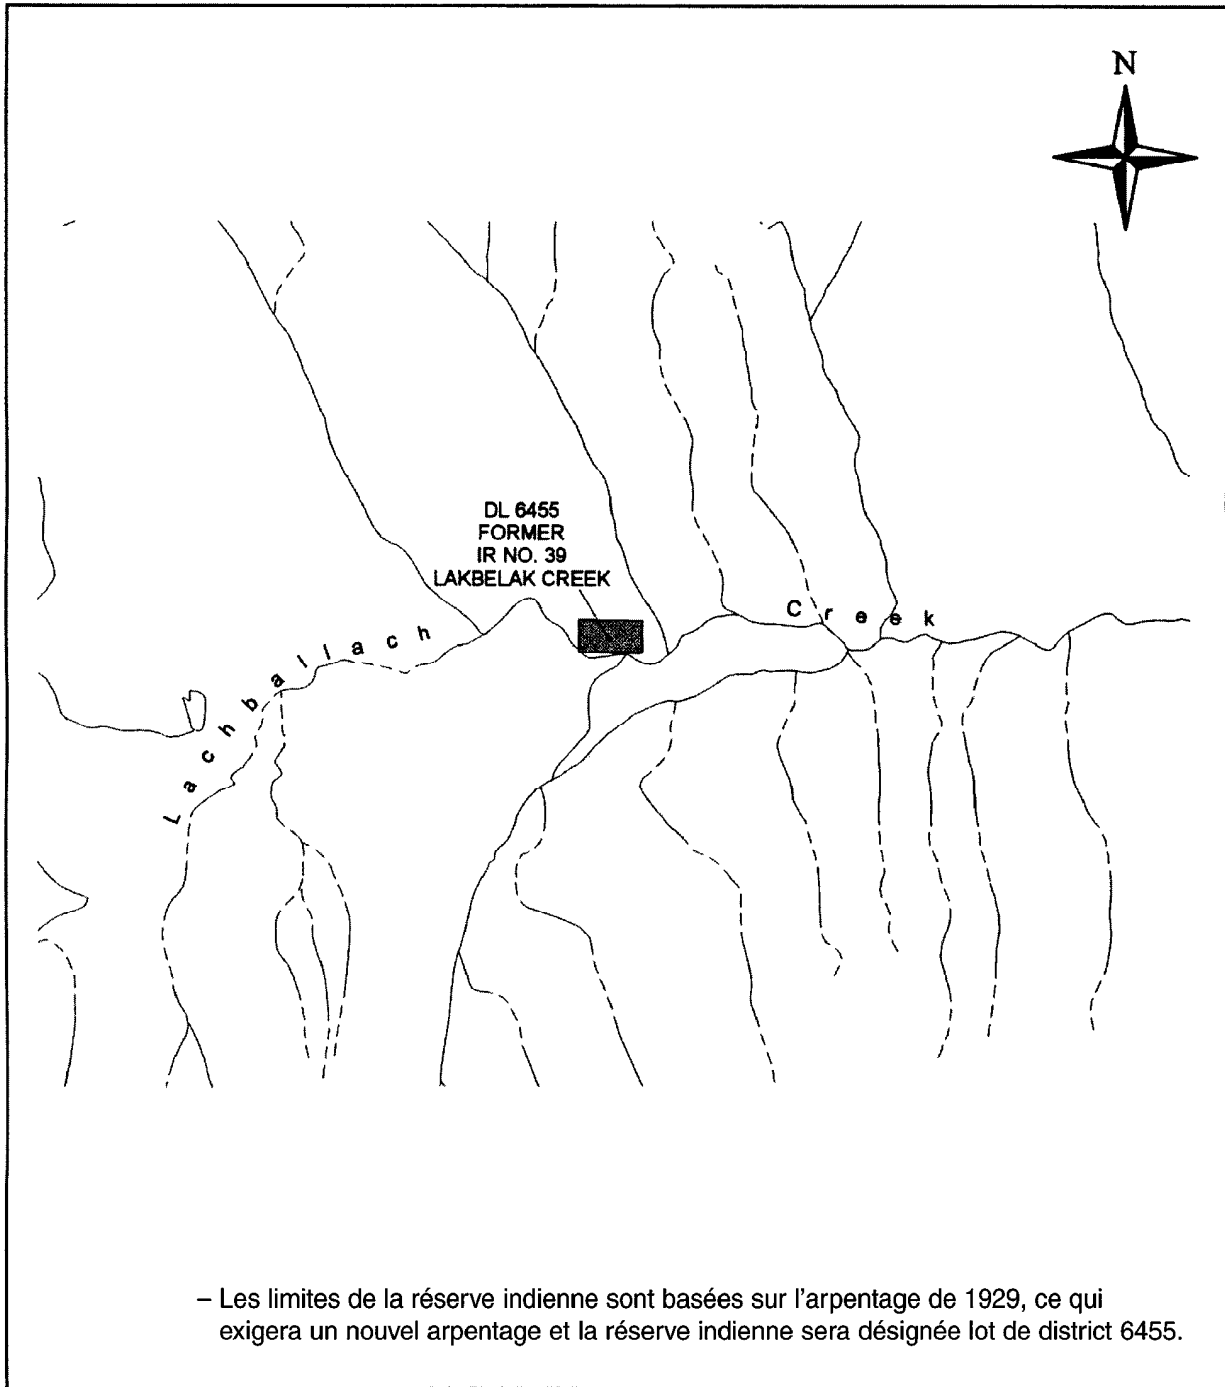 N
DL 6455
FORMER
IR NO. 39
LAKBELAK CREEK
Lachballach Creek
– Les limites de la réserve indienne sont basées sur l'arpentage de 1929, ce qui
exigera un nouvel arpentage et la réserve indienne sera désignée lot de district 6455.